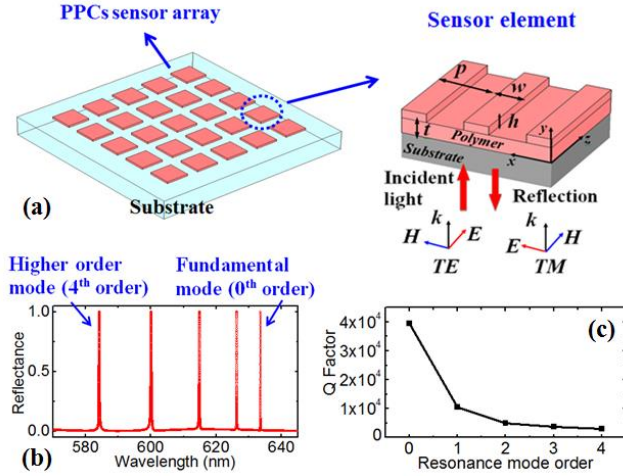 PPCs sensor array
Sensor element
p
w
h
t
Polymer
Substrate
y
z
x
Substrate
(a)
Incident
light
Reflection
k
H
E
TE
k
E
H
TM
Higher order
mode (4th order)
Fundamental
mode (0th order)
Reflectance
1.0
0.5
0.0
580
600
620
640
Wavelength (nm)
(b)
Q Factor
4x10^4
3x10^4
2x10^4
1x10^4
0
0
1
2
3
4
Resonance mode order
(c)